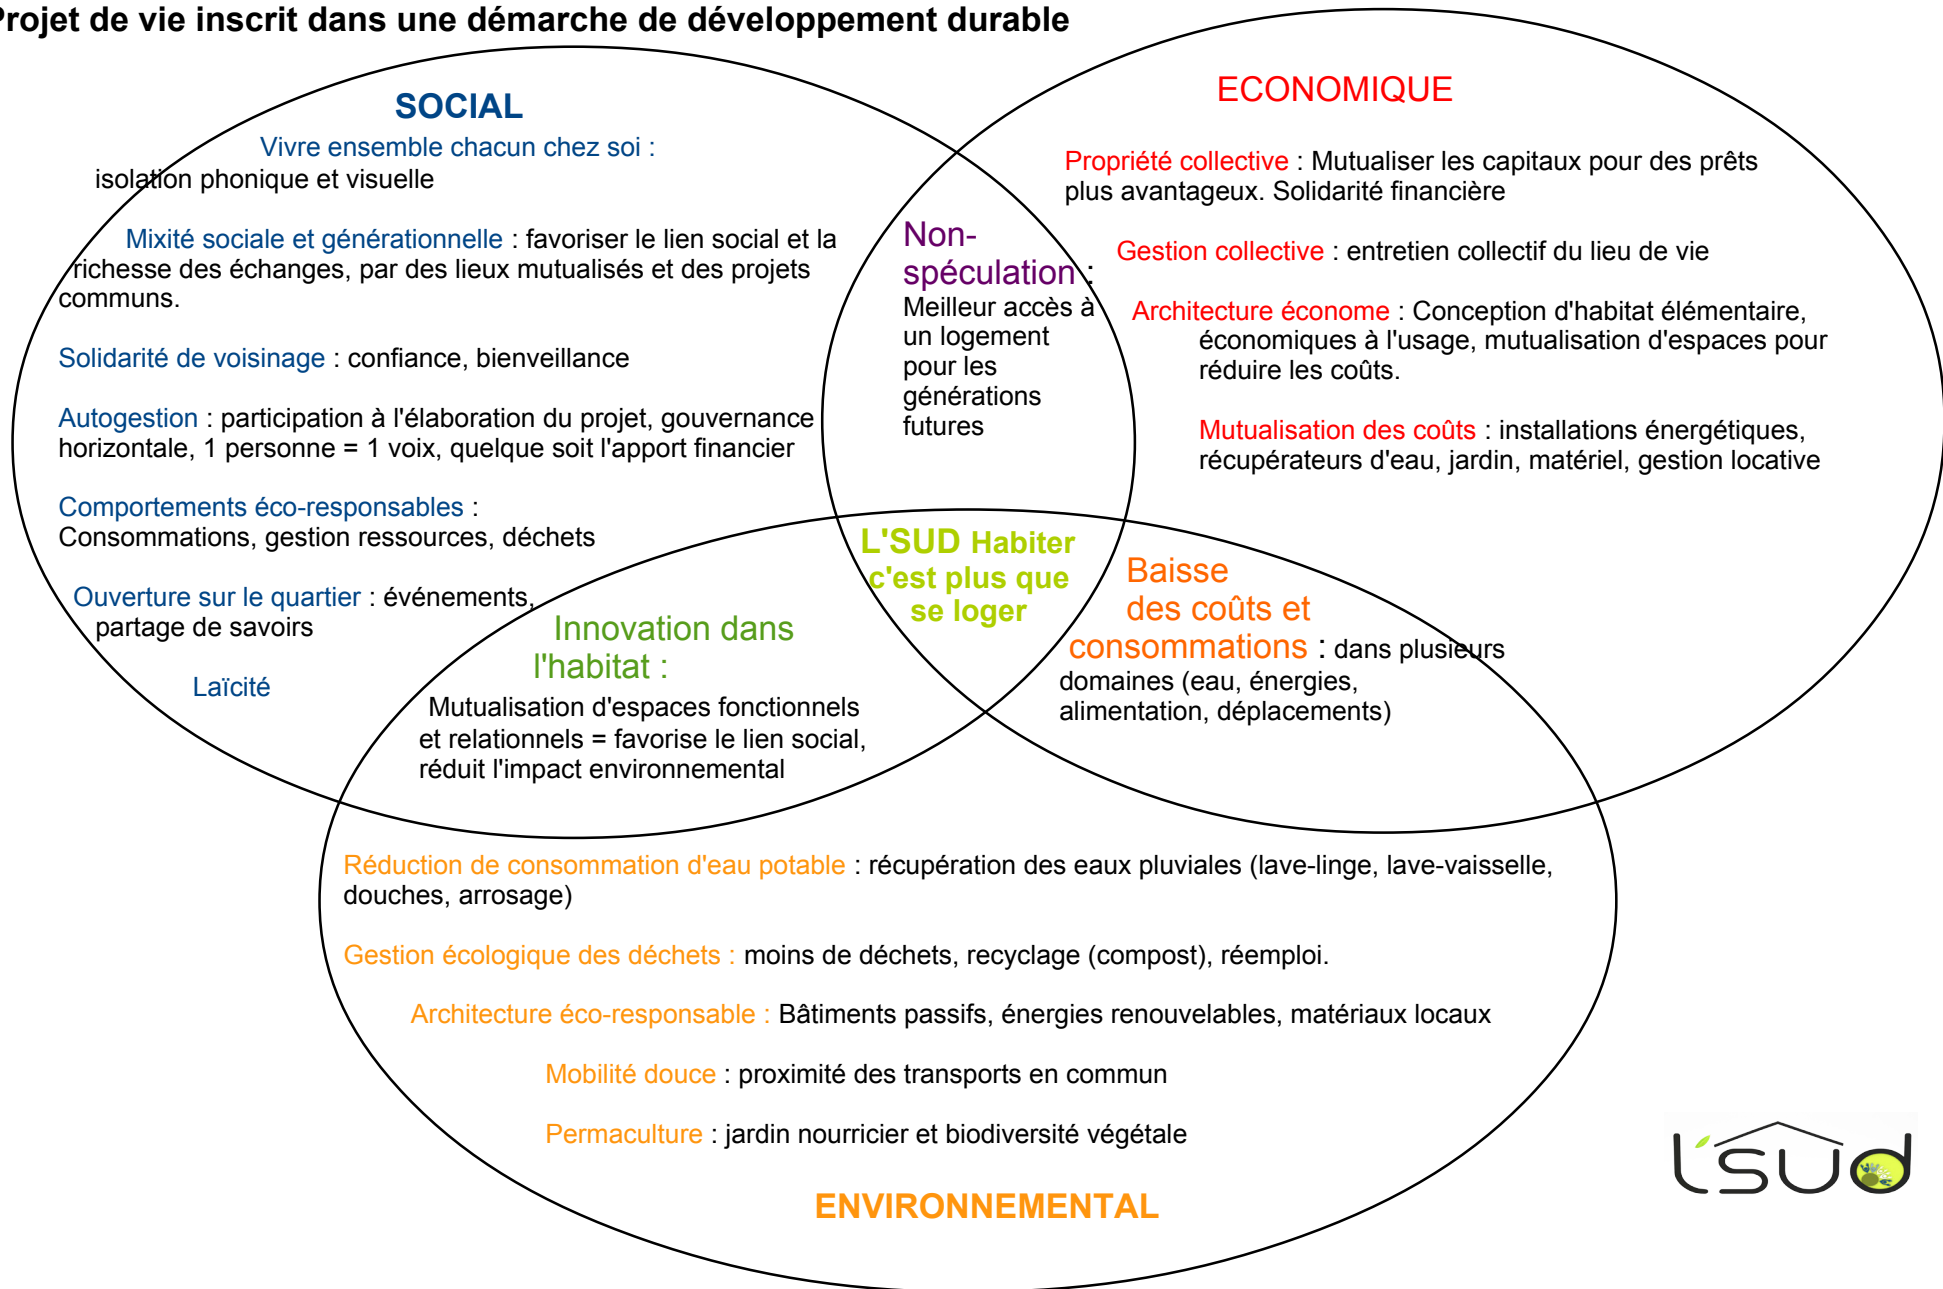 Projet de vie inscrit dans une démarche de développement durable
SOCIAL
Vivre ensemble chacun chez soi :
isolation phonique et visuelle
Mixité sociale et générationnelle : favoriser le lien social et la
richesse des échanges, par des lieux mutualisés et des projets
communs.
Solidarité de voisinage : confiance, bienveillance
Autogestion : participation à l'élaboration du projet, gouvernance
horizontale, 1 personne = 1 voix, quelque soit l'apport financier
Comportements éco-responsables :
Consommations, gestion ressources, déchets
Ouverture sur le quartier : événements,
partage de savoirs
Laïcité
Non-
spéculation :
Meilleur accès à
un logement
pour les
générations
futures
ECONOMIQUE
Propriété collective : Mutualiser les capitaux pour des prêts
plus avantageux. Solidarité financière
Gestion collective : entretien collectif du lieu de vie
Architecture économe : Conception d'habitat élémentaire,
économiques à l'usage, mutualisation d'espaces pour
réduire les coûts.
Mutualisation des coûts : installations énergétiques,
récupérateurs d'eau, jardin, matériel, gestion locative
L'SUD Habiter
c'est plus que
se loger
Innovation dans
l'habitat :
Mutualisation d'espaces fonctionnels
et relationnels = favorise le lien social,
réduit l'impact environnemental
Baisse
des coûts et
consommations : dans plusieurs
domaines (eau, énergies,
alimentation, déplacements)
Réduction de consommation d'eau potable : récupération des eaux pluviales (lave-linge, lave-vaisselle,
douches, arrosage)
Gestion écologique des déchets : moins de déchets, recyclage (compost), réemploi.
Architecture éco-responsable : Bâtiments passifs, énergies renouvelables, matériaux locaux
Mobilité douce : proximité des transports en commun
Permaculture : jardin nourricier et biodiversité végétale
ENVIRONNEMENTAL
L'SUD